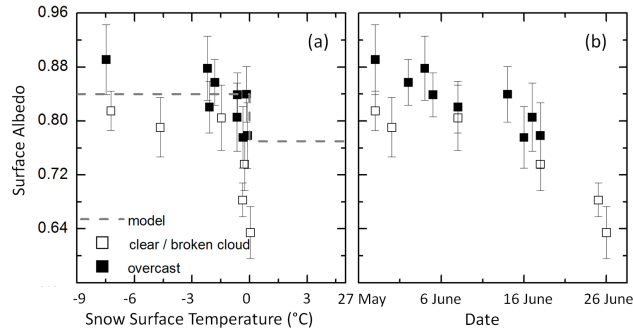 0.96
0.88
0.80
0.72
0.64
Surface Albedo
(a)
(b)
model
clear / broken cloud
overcast
-9 -6 -3 0 3 27 May 6 June 16 June 26 June
Snow Surface Temperature (°C) Date